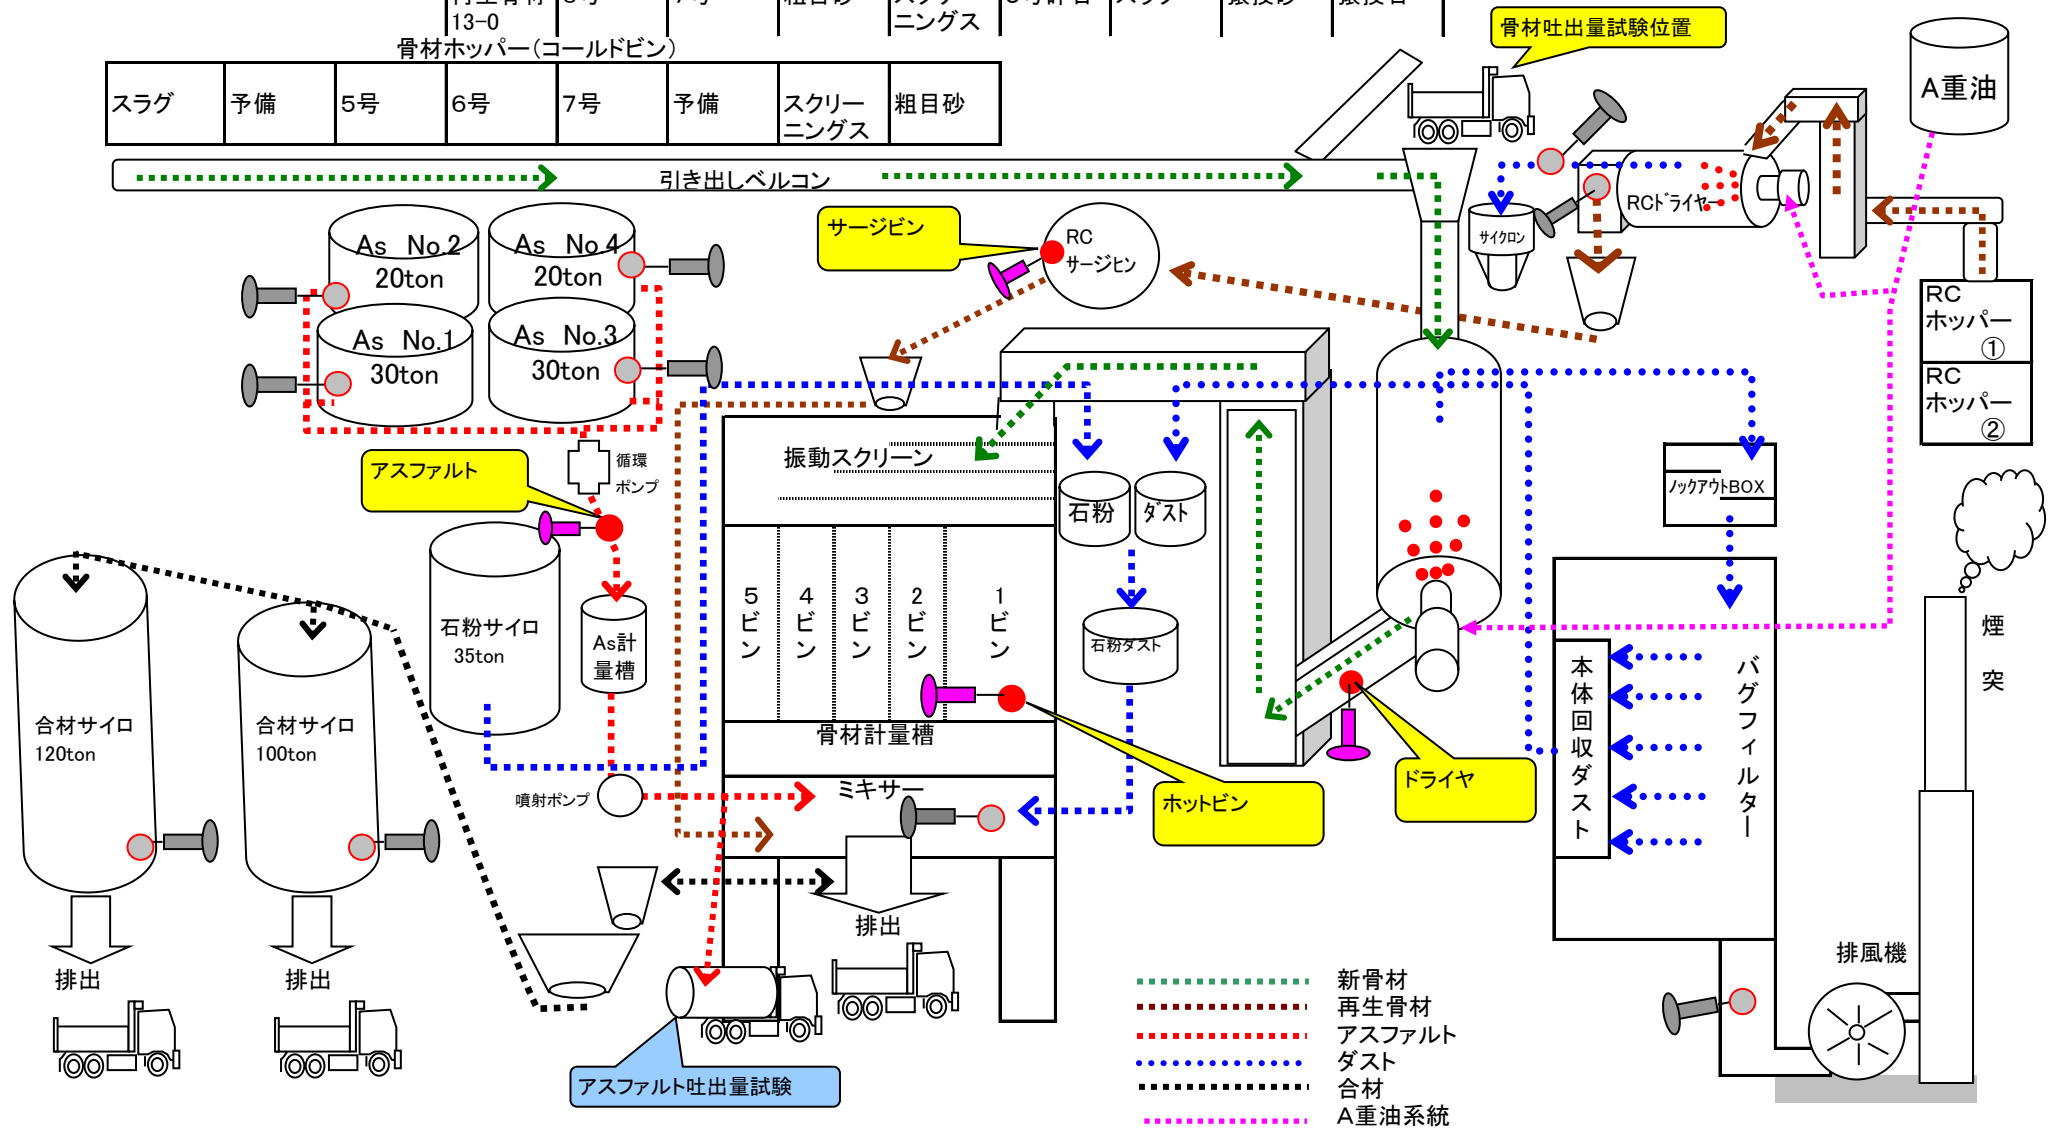 13-0
ニングス
骨材ホッパー(コールドビン)
骨材吐出量試験位置
A重油
スラグ
予備
5号
6号
7号
予備
スクリー
ニングス
粗目砂
引き出しベルコン
As No.2
20ton
As No.4
20ton
As No.1
30ton
As No.3
30ton
サージビン
RC
サージビン
サイクロン
RCドライヤー
RC
ホッパー
①
RC
ホッパー
②
アスファルト
循環
ポンプ
振動スクリーン
石粉
ダスト
ノックアウトBOX
5ビン
4ビン
3ビン
2ビン
1ビン
石粉サイロ
35ton
As計
量槽
石粉ダスト
合材サイロ
120ton
合材サイロ
100ton
骨材計量槽
ミキサー
噴射ポンプ
ホットビン
ドライヤ
本体回収ダスト
バグフィルター
煙突
排出
排出
排出
排風機
アスファルト吐出量試験
新骨材
再生骨材
アスファルト
ダスト
合材
A重油系統